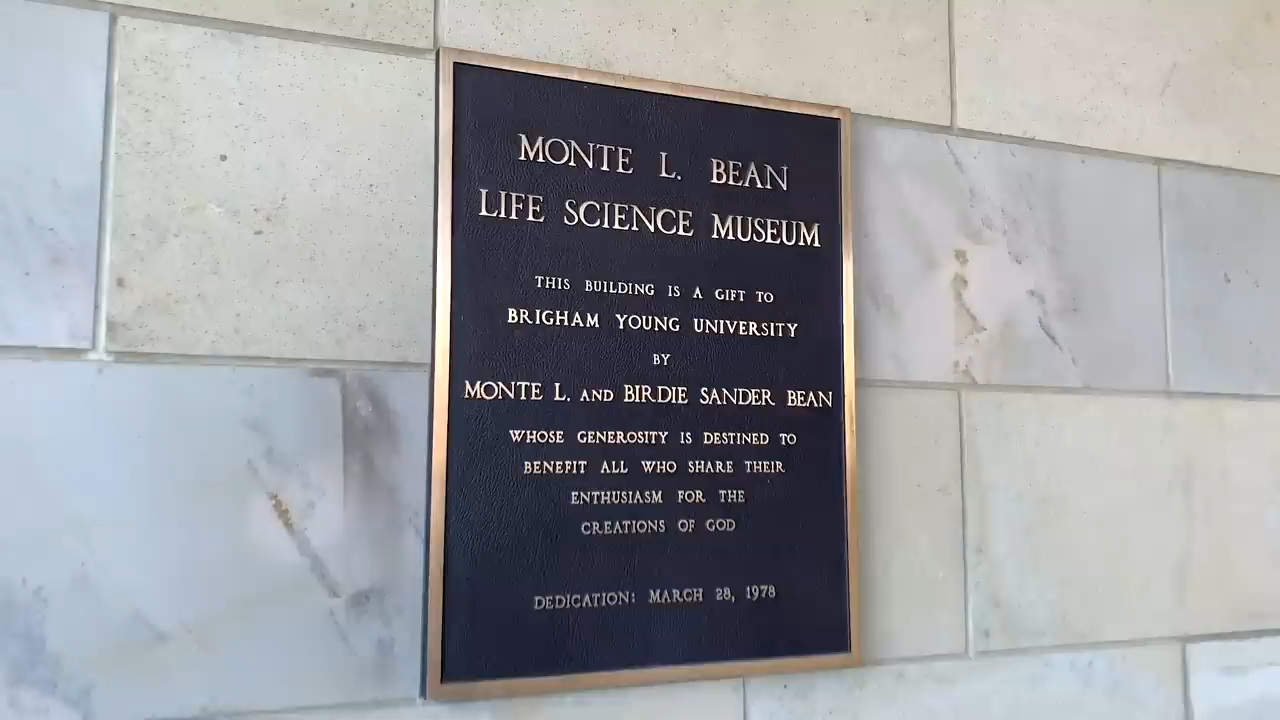 MONTE L. BEAN
LIFE SCIENCE MUSEUM
THIS BUILDING IS A GIFT TO
BRIGHAM YOUNG UNIVERSITY
BY
MONTE L. AND BIRDIE SANDER BEAN
WHOSE GENEROSITY IS DESTINED TO
BENEFIT ALL WHO SHARE THEIR
ENTHUSIASM FOR THE
CREATIONS OF GOD
DEDICATION: MARCH 28, 1978